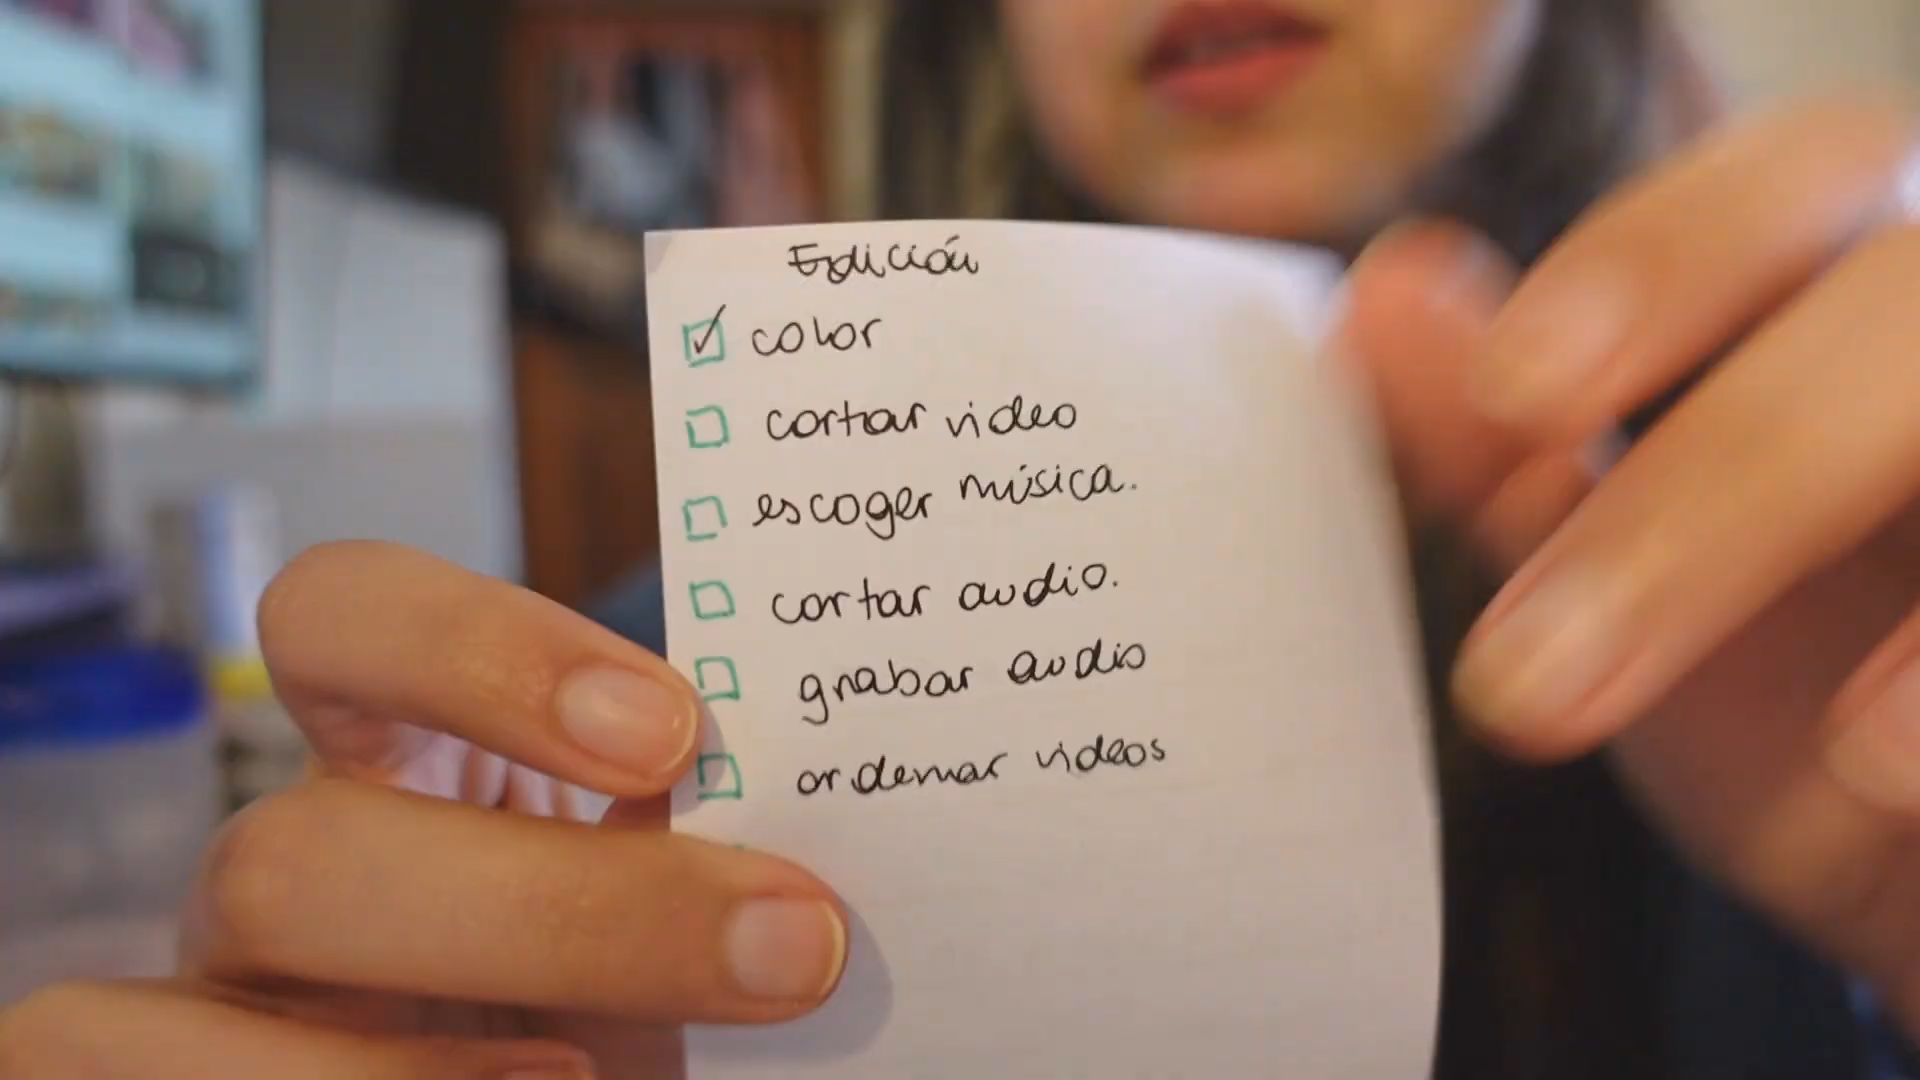 Edición
color
cortar video
escoger música.
cortar audio.
grabar audio
ordenar videos